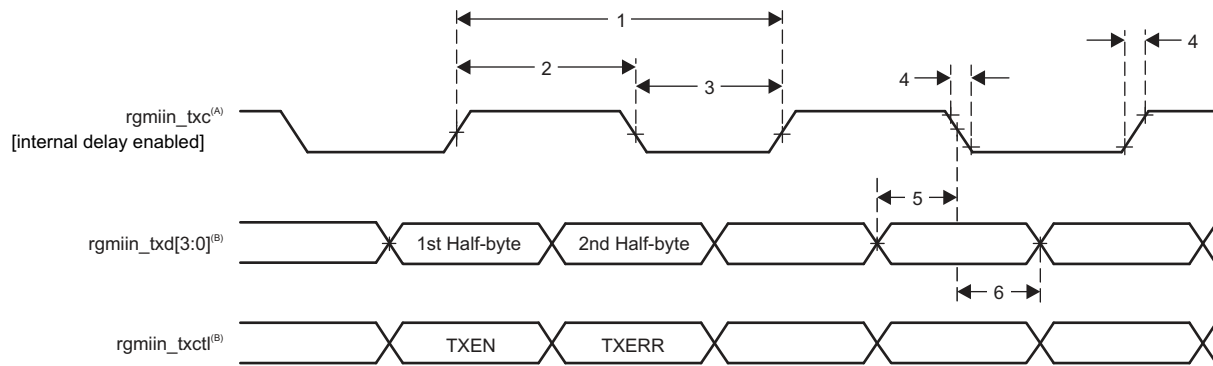 1
4
2
4
3
rgmiin_txc(A)
[internal delay enabled]
5
rgmiin_txd[3:0](B)
1st Half-byte
2nd Half-byte
6
rgmiin_txctl(B)
TXEN
TXERR